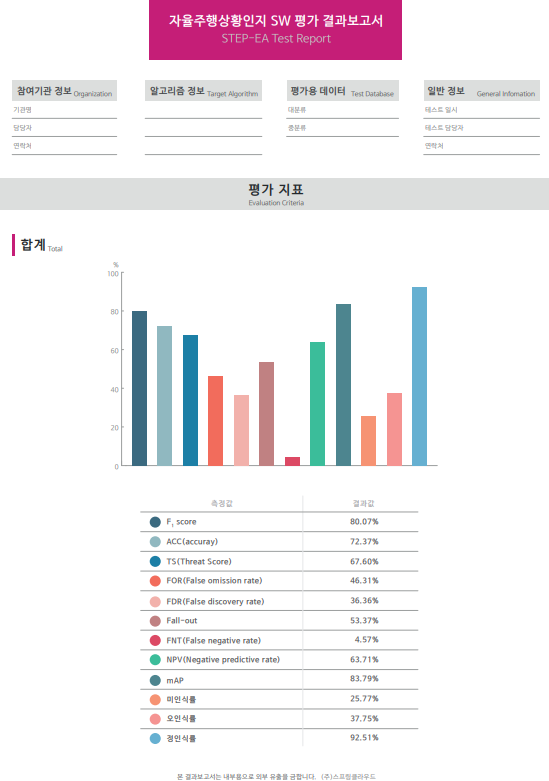 자율주행상황인지 SW 평가 결과보고서
STEP-EA Test Report
참여기관 정보 Organization
알고리즘 정보 Target Algorithm
평가용 데이터 Test Database
일반 정보 General Infomation
기관명
대분류
테스트 일시
담당자
중분류
테스트 담당자
연락처
연락처
평가 지표
Evaluation Criteria
합계 Total
%
100
80
60
40
20
0
측정값 결과값
F1 score 80.07%
ACC(accuray) 72.37%
TS(Threat Score) 67.60%
FOR(False omission rate) 46.31%
FDR(False discovery rate) 36.36%
Fall-out 53.37%
FNT(False negative rate) 4.57%
NPV(Negative predictive rate) 63.71%
mAP 83.79%
미인식률 25.77%
오인식률 37.75%
정인식률 92.51%
본 결과보고서는 내부용으로 외부 유출을 금합니다. (주)스프링클라우드